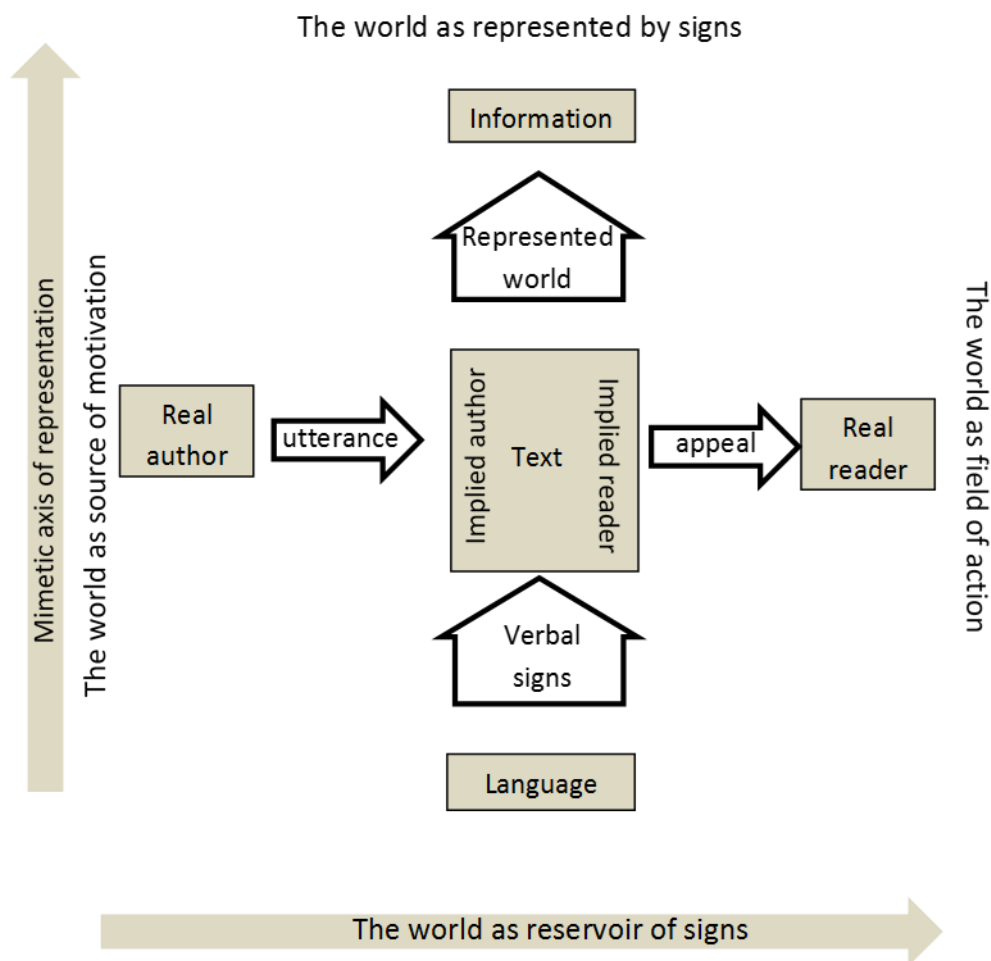 The world as represented by signs
Information
Represented
world
Mimetic axis of representation
The world as source of motivation
Real
author
utterance
Implied author
Text
Implied reader
appeal
Real
reader
The world as field of action
Verbal
signs
Language
The world as reservoir of signs